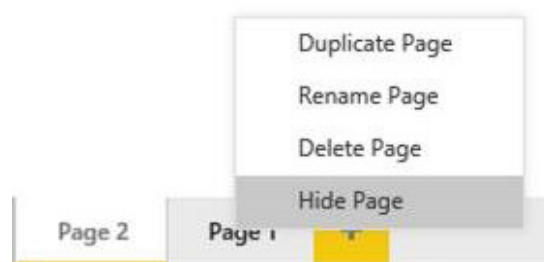 Duplicate Page
Rename Page
Delete Page
Hide Page
Page 2
Page 1